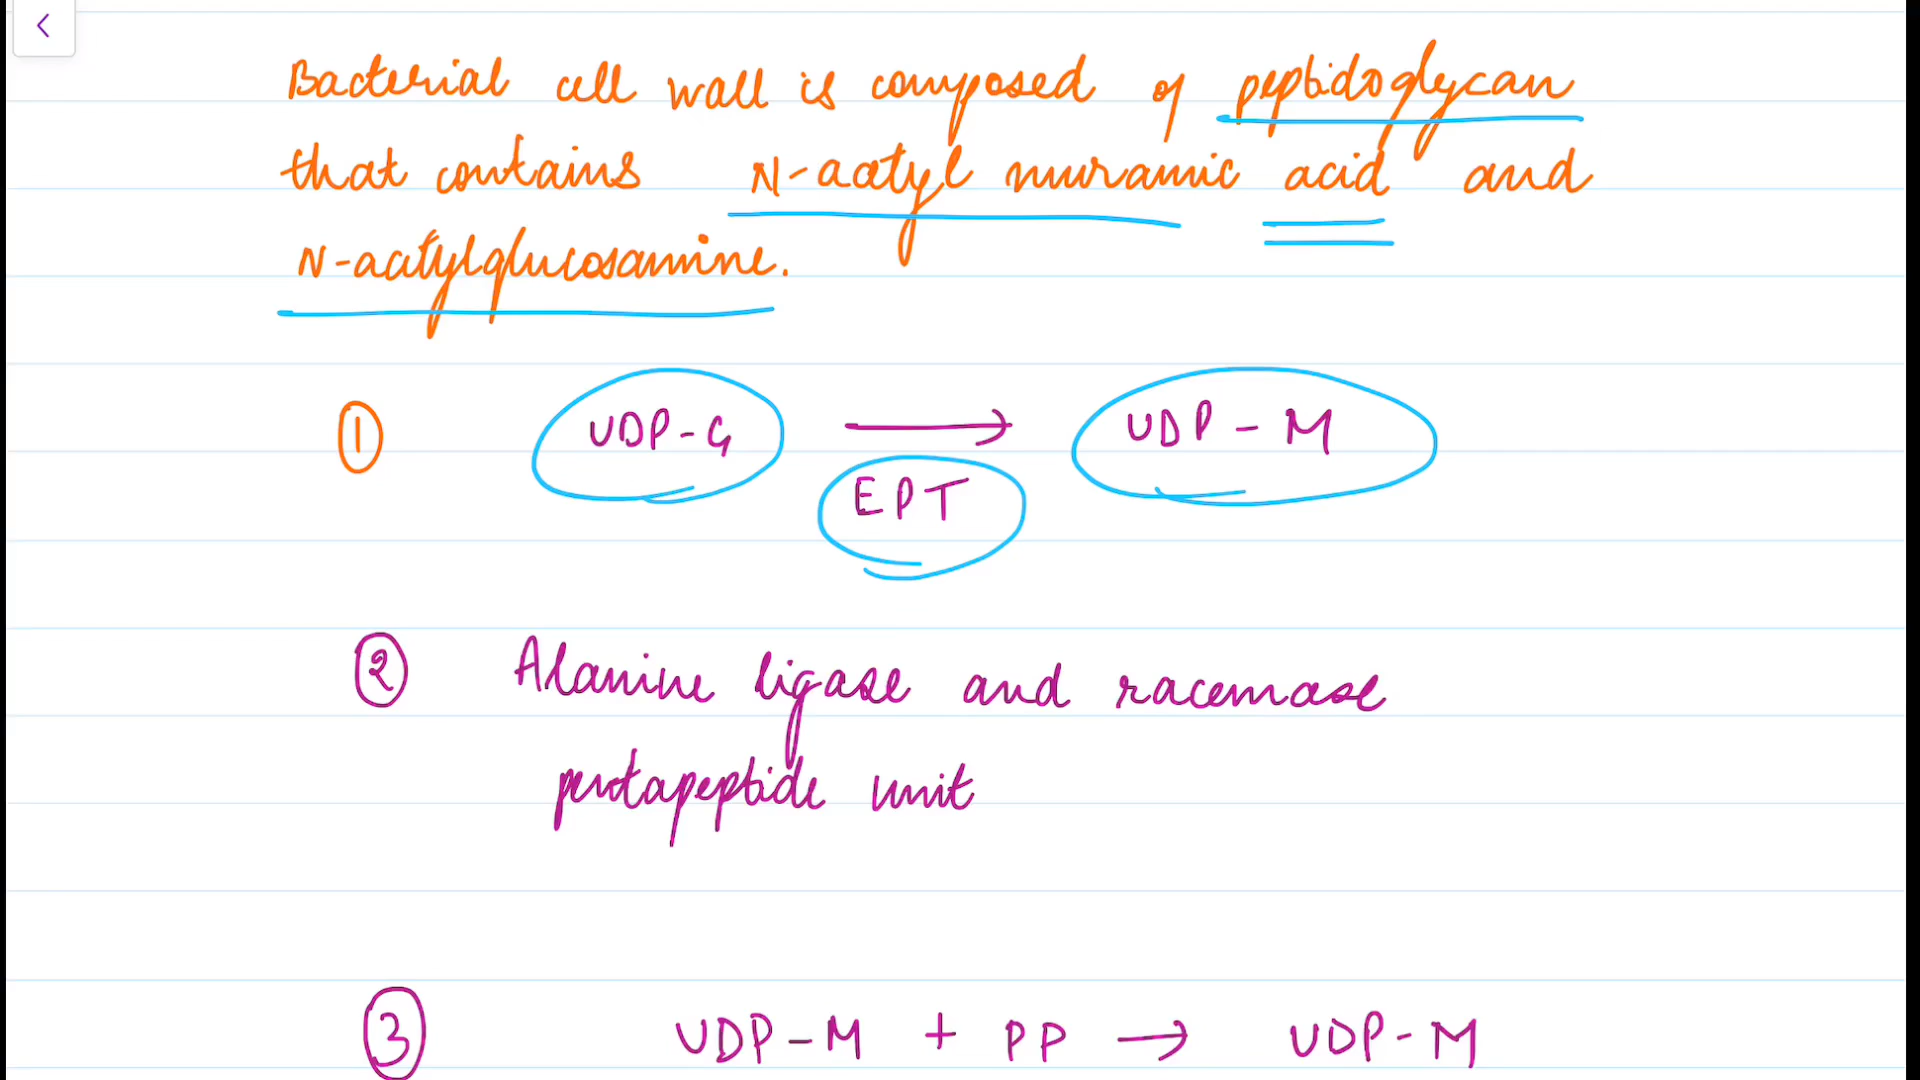 Bacterial cell wall is composed of peptidoglycan
that contains N-acetyl muramic acid and
N-acetylglucosamine.
① UDP-G → UDP-M
EPT
② Alanine ligase and racemase
pentapeptide unit
③ UDP-M + PP → UDP-M